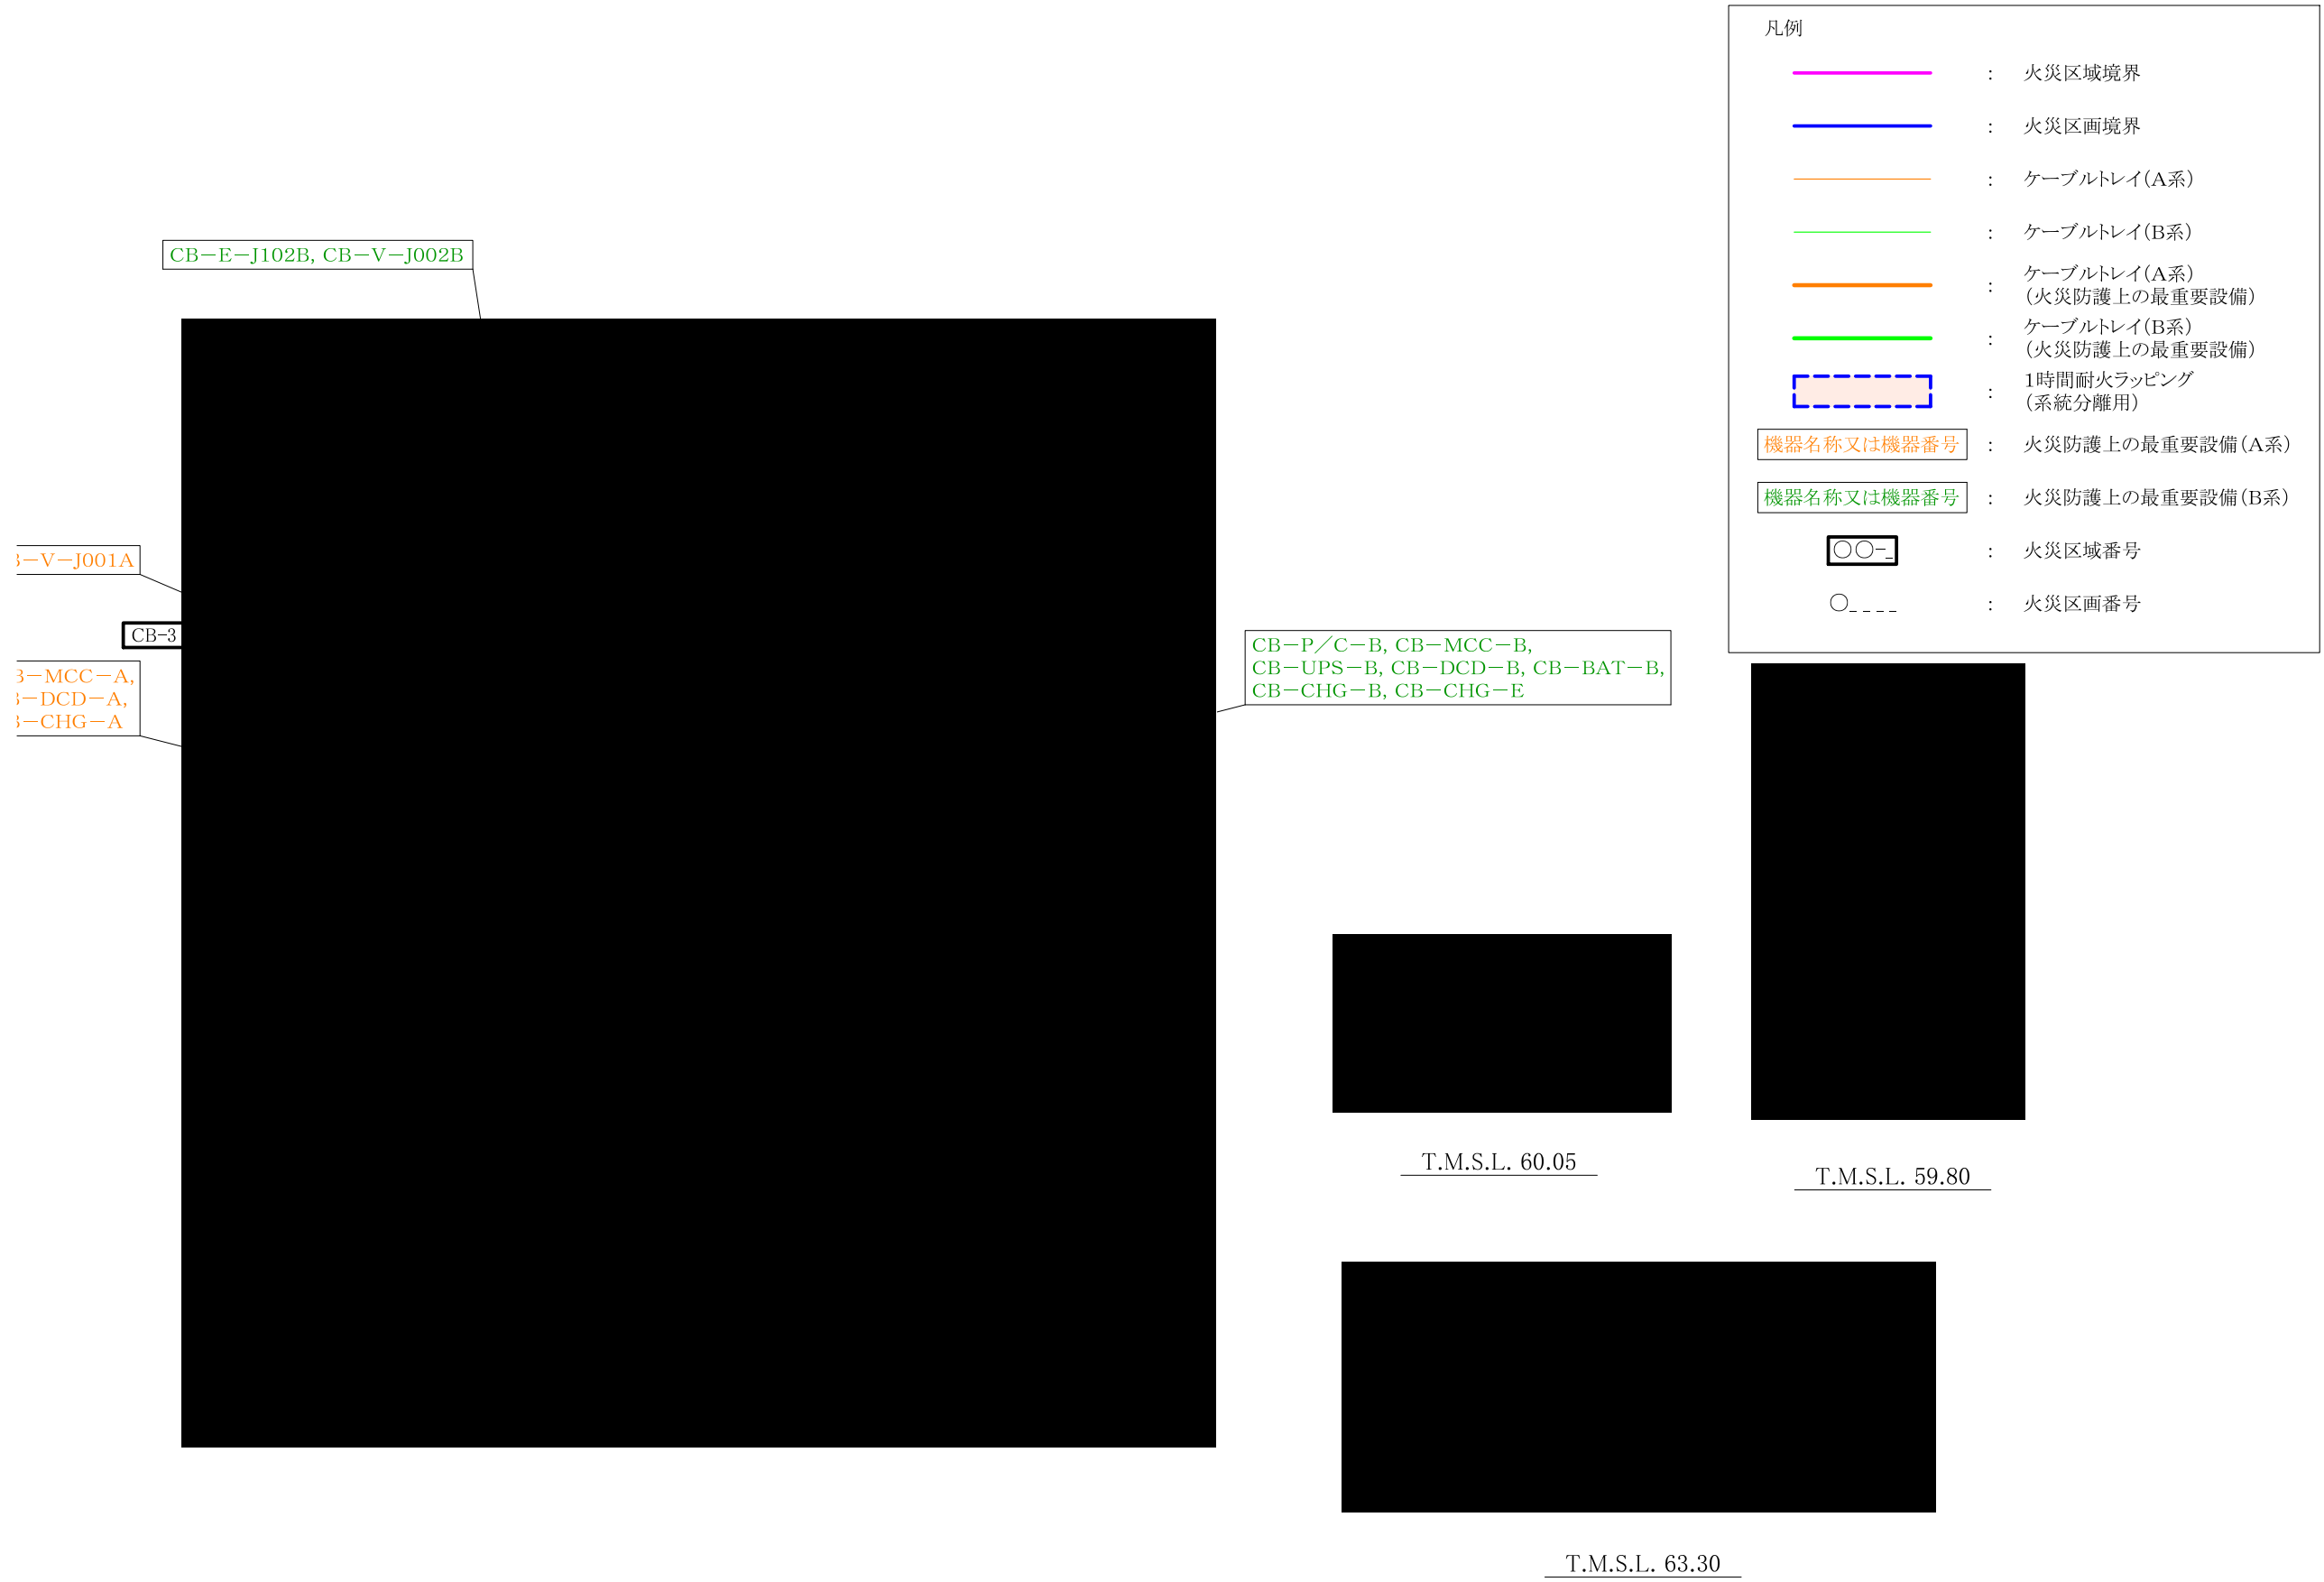 凡例
: 火災区域境界
: 火災区画境界
: ケーブルトレイ(A系)
: ケーブルトレイ(B系)
: ケーブルトレイ(A系)
(火災防護上の最重要設備)
: ケーブルトレイ(B系)
(火災防護上の最重要設備)
: 1時間耐火ラッピング
(系統分離用)
機器名称又は機器番号 : 火災防護上の最重要設備(A系)
機器名称又は機器番号 : 火災防護上の最重要設備(B系)
○○-_ : 火災区域番号
○_ _ _ _ : 火災区画番号
CB-E-J102B, CB-V-J002B
-V-J001A
CB-3
-MCC-A,
-DCD-A,
-CHG-A
CB-P/C-B, CB-MCC-B,
CB-UPS-B, CB-DCD-B, CB-BAT-B,
CB-CHG-B, CB-CHG-E
T.M.S.L. 60.05
T.M.S.L. 59.80
T.M.S.L. 63.30